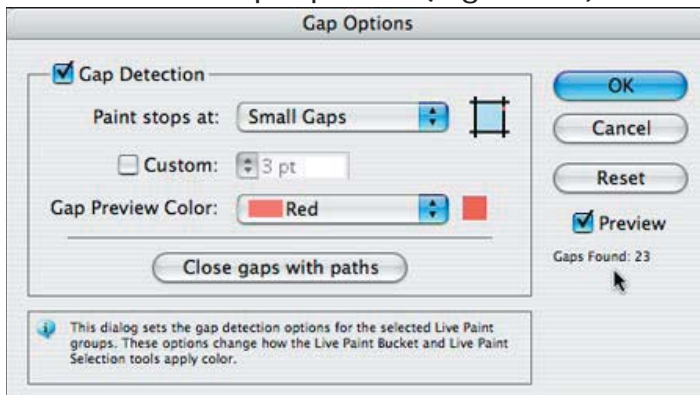 Gap Options
Gap Detection
Paint stops at: Small Gaps
Custom: 3 pt
Gap Preview Color: Red
Close gaps with paths
OK
Cancel
Reset
Preview
Gaps Found: 23
This dialog sets the gap detection options for the selected Live Paint
groups. These options change how the Live Paint Bucket and Live Paint
Selection tools apply color.